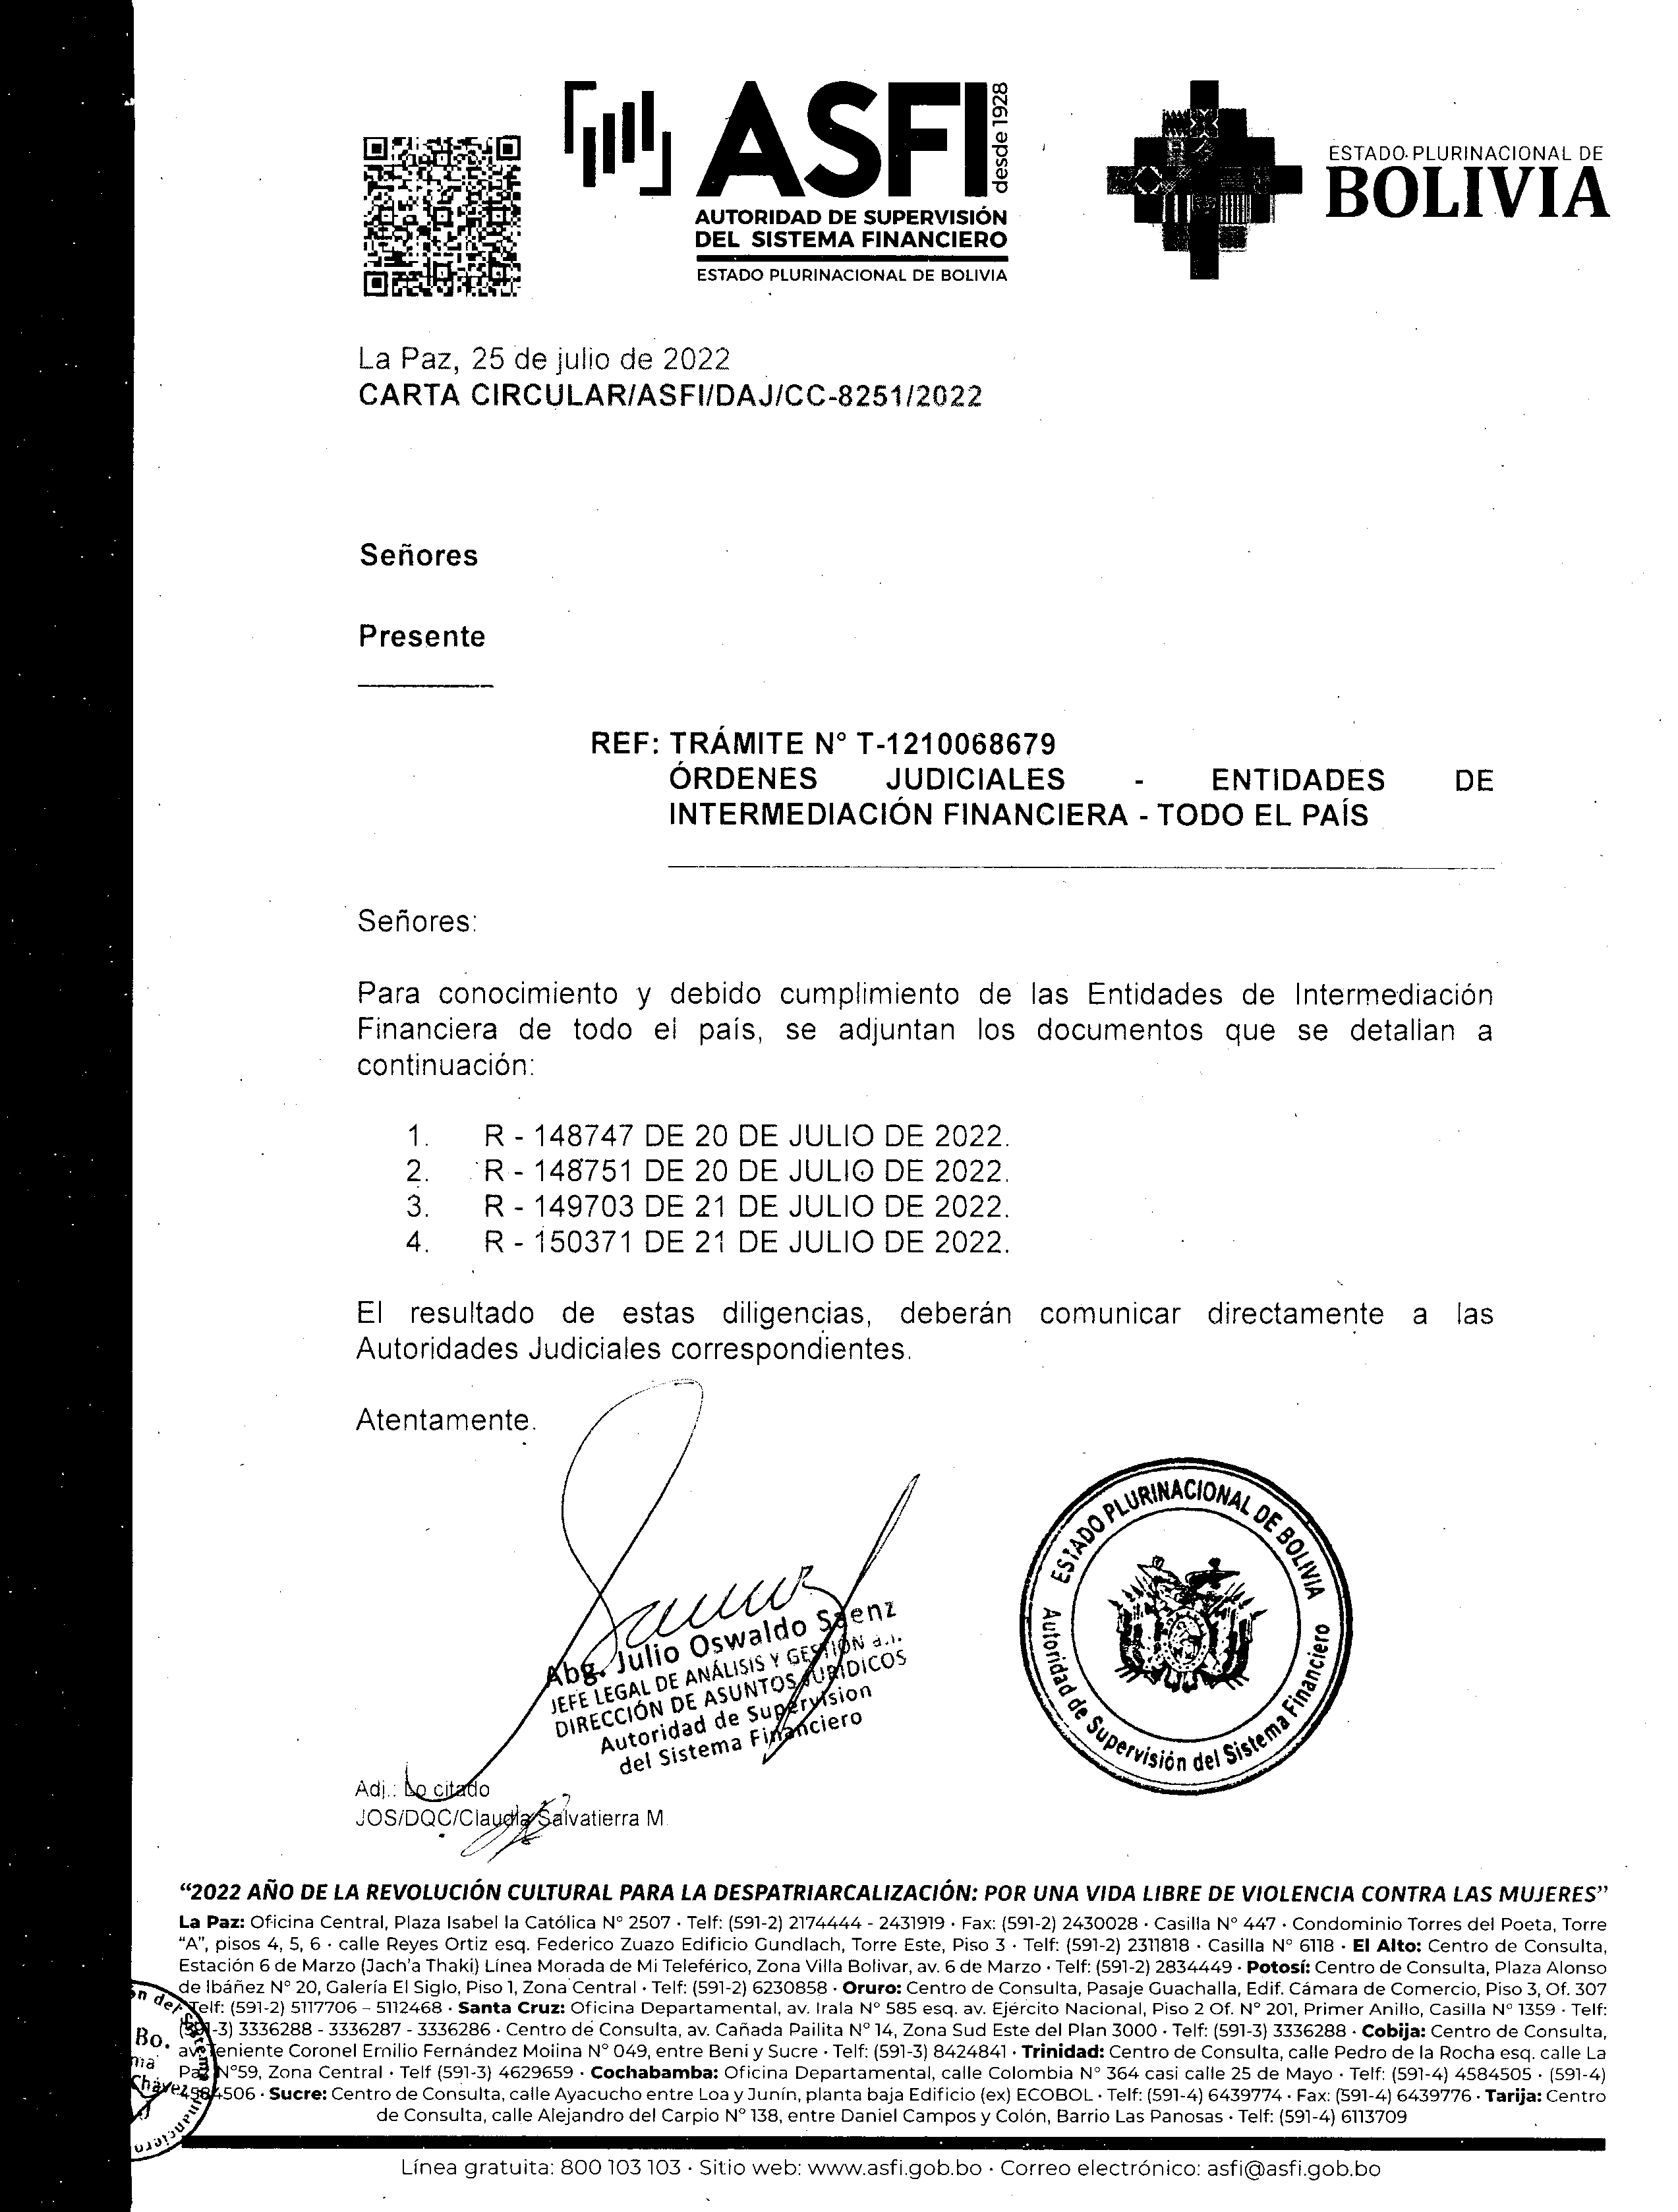 ASFI
desde 1928
AUTORIDAD DE SUPERVISIÓN
DEL SISTEMA FINANCIERO
ESTADO PLURINACIONAL DE BOLIVIA
ESTADO PLURINACIONAL DE
BOLIVIA
La Paz, 25 de julio de 2022
CARTA CIRCULAR/ASFI/DAJ/CC-8251/2022
Señores
Presente
REF: TRÁMITE N° T-1210068679
ÓRDENES JUDICIALES - ENTIDADES DE
INTERMEDIACIÓN FINANCIERA - TODO EL PAÍS
Señores:
Para conocimiento y debido cumplimiento de las Entidades de Intermediación
Financiera de todo el país, se adjuntan los documentos que se detallan a
continuación:
1. R - 148747 DE 20 DE JULIO DE 2022.
2. R - 148751 DE 20 DE JULIO DE 2022.
3. R - 149703 DE 21 DE JULIO DE 2022.
4. R - 150371 DE 21 DE JULIO DE 2022.
El resultado de estas diligencias, deberán comunicar directamente a las
Autoridades Judiciales correspondientes.
Atentamente.
Abg. Julio Oswaldo Saenz
JEFE LEGAL DE ANÁLISIS Y GESTIÓN a.i.
DIRECCIÓN DE ASUNTOS JURÍDICOS
Autoridad de Supervision
del Sistema Financiero
ESTADO PLURINACIONAL DE BOLIVIA
Autoridad de Supervisión del Sistema Financiero
Adj.: Lo citado
JOS/DQC/Claudia Salvatierra M.
"2022 AÑO DE LA REVOLUCIÓN CULTURAL PARA LA DESPATRIARCALIZACIÓN: POR UNA VIDA LIBRE DE VIOLENCIA CONTRA LAS MUJERES"
La Paz: Oficina Central, Plaza Isabel la Católica N° 2507 · Telf: (591-2) 2174444 - 2431919 · Fax: (591-2) 2430028 · Casilla N° 447 · Condominio Torres del Poeta, Torre
"A", pisos 4, 5, 6 · calle Reyes Ortiz esq. Federico Zuazo Edificio Gundlach, Torre Este, Piso 3 · Telf: (591-2) 2311818 · Casilla N° 6118 · El Alto: Centro de Consulta,
Estación 6 de Marzo (Jach'a Thaki) Línea Morada de Mi Teleférico, Zona Villa Bolivar, av. 6 de Marzo · Telf: (591-2) 2834449 · Potosí: Centro de Consulta, Plaza Alonso
de Ibáñez N° 20, Galería El Siglo, Piso 1, Zona Central · Telf: (591-2) 6230858 · Oruro: Centro de Consulta, Pasaje Guachalla, Edif. Cámara de Comercio, Piso 3, Of. 307
Telf: (591-2) 5117706 – 5112468 · Santa Cruz: Oficina Departamental, av. Irala N° 585 esq. av. Ejército Nacional, Piso 2 Of. N° 201, Primer Anillo, Casilla N° 1359 · Telf:
(591-3) 3336288 - 3336287 - 3336286 · Centro de Consulta, av. Cañada Pailita N° 14, Zona Sud Este del Plan 3000 · Telf: (591-3) 3336288 · Cobija: Centro de Consulta,
av. Teniente Coronel Emilio Fernández Molina N° 049, entre Beni y Sucre · Telf: (591-3) 8424841 · Trinidad: Centro de Consulta, calle Pedro de la Rocha esq. calle La
Paz N°59, Zona Central · Telf (591-3) 4629659 · Cochabamba: Oficina Departamental, calle Colombia N° 364 casi calle 25 de Mayo · Telf: (591-4) 4584505 · (591-4)
4584506 · Sucre: Centro de Consulta, calle Ayacucho entre Loa y Junín, planta baja Edificio (ex) ECOBOL · Telf: (591-4) 6439774 · Fax: (591-4) 6439776 · Tarija: Centro
de Consulta, calle Alejandro del Carpio N° 138, entre Daniel Campos y Colón, Barrio Las Panosas · Telf: (591-4) 6113709
Bo.
Chávez
Línea gratuita: 800 103 103 · Sitio web: www.asfi.gob.bo · Correo electrónico: asfi@asfi.gob.bo